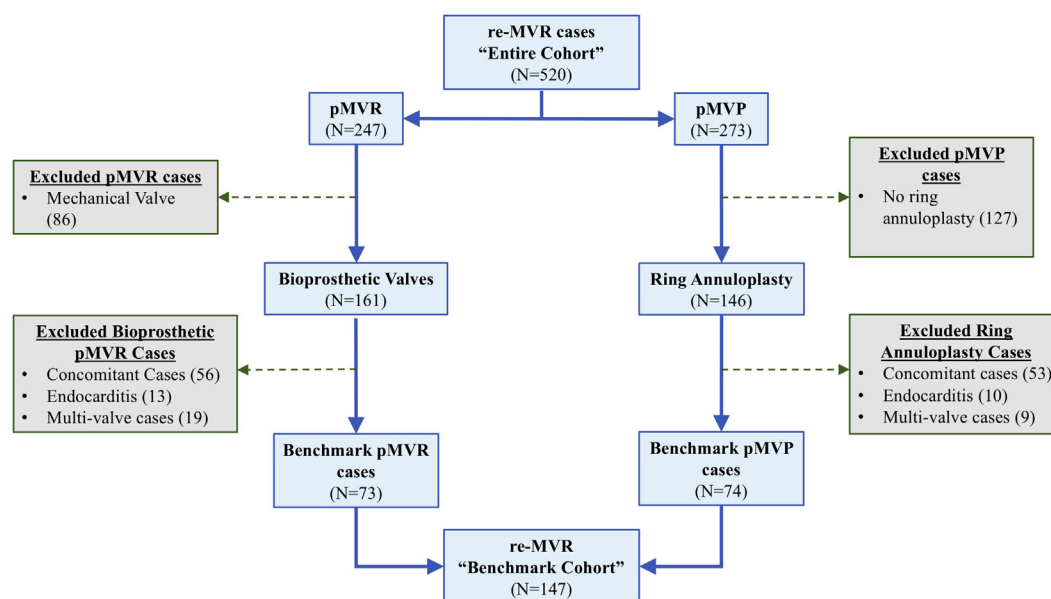 re-MVR cases
“Entire Cohort”
(N=520)
pMVR
(N=247)
pMVP
(N=273)
Excluded pMVR cases
• Mechanical Valve
(86)
Excluded pMVP
cases
• No ring
annuloplasty (127)
Bioprosthetic Valves
(N=161)
Ring Annuloplasty
(N=146)
Excluded Bioprosthetic
pMVR Cases
• Concomitant Cases (56)
• Endocarditis (13)
• Multi-valve cases (19)
Excluded Ring
Annuloplasty Cases
• Concomitant cases (53)
• Endocarditis (10)
• Multi-valve cases (9)
Benchmark pMVR
cases
(N=73)
Benchmark pMVP
cases
(N=74)
re-MVR
“Benchmark Cohort”
(N=147)